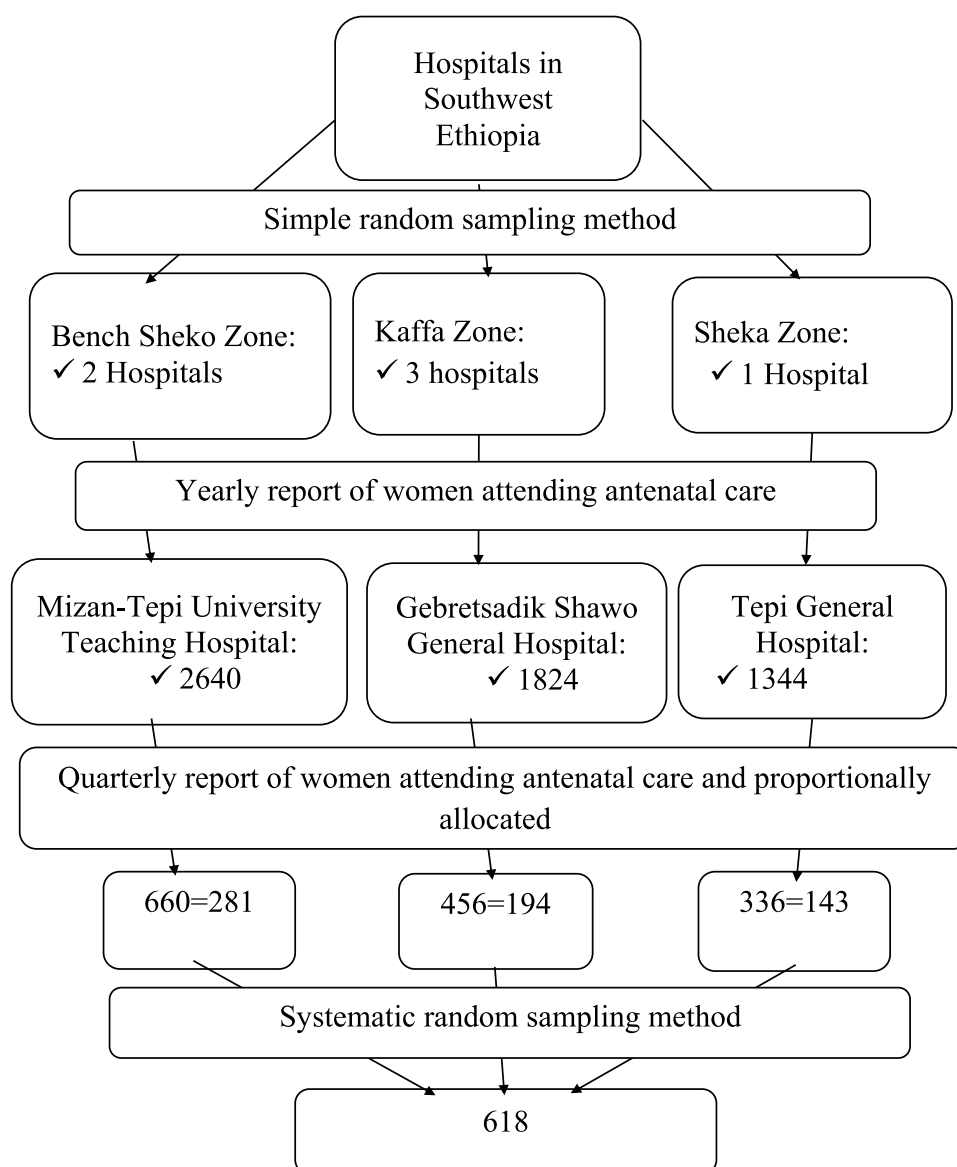 Hospitals in
Southwest
Ethiopia
Simple random sampling method
Bench Sheko Zone:
✓ 2 Hospitals
Kaffa Zone:
✓ 3 hospitals
Sheka Zone:
✓ 1 Hospital
Yearly report of women attending antenatal care
Mizan-Tepi University
Teaching Hospital:
✓ 2640
Gebretsadik Shawo
General Hospital:
✓ 1824
Tepi General
Hospital:
✓ 1344
Quarterly report of women attending antenatal care and proportionally
allocated
660=281
456=194
336=143
Systematic random sampling method
618